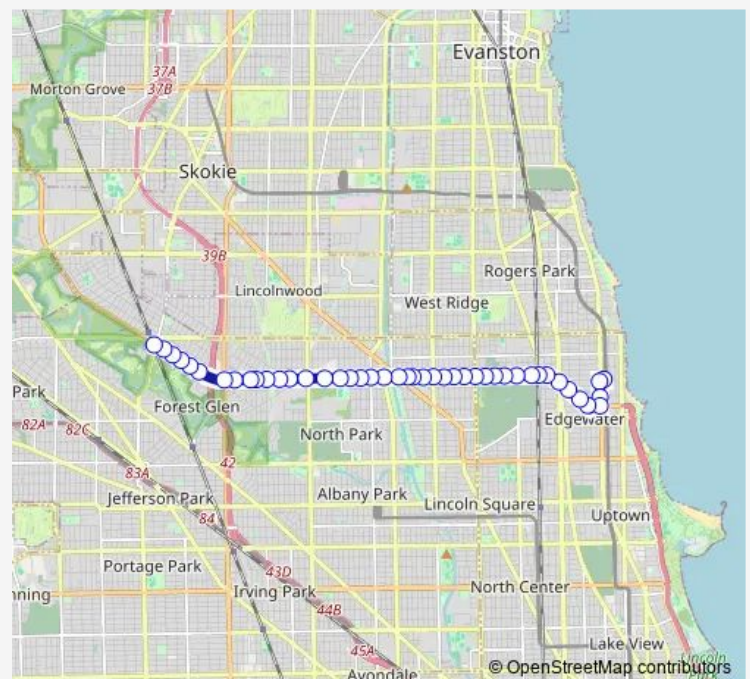 Evanston
37A
37B
Morton Grove
Skokie
39B
Rogers Park
Lincolnwood
West Ridge
Park
Forest Glen
Edgewater
82A
82C
North Park
42
83A
Jefferson Park
Albany Park
Lincoln Square
84
Uptown
Portage Park
43D
North Center
nning
Irving Park
44B
45A
Lake View
Lincoln
Avondale
© OpenStreetMap contributors